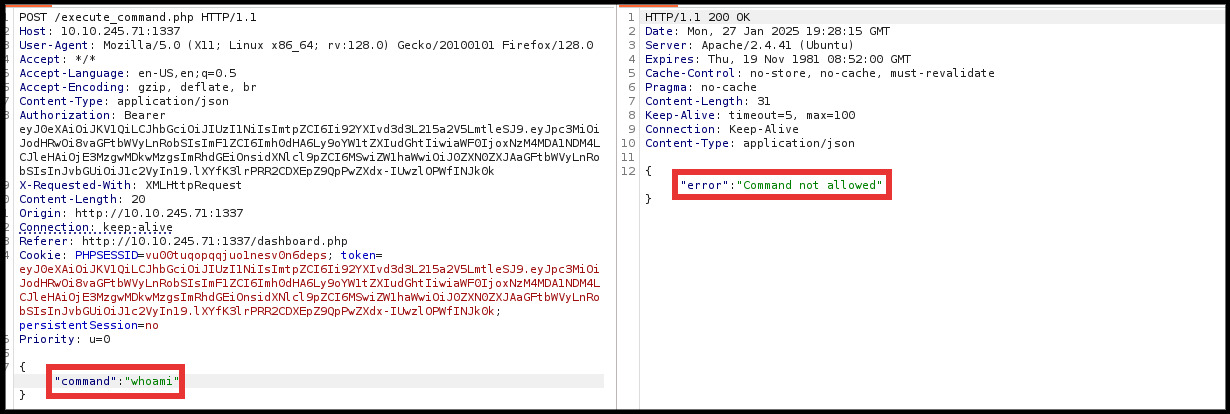 POST /execute_command.php HTTP/1.1
Host: 10.10.245.71:1337
User-Agent: Mozilla/5.0 (X11; Linux x86_64; rv:128.0) Gecko/20100101 Firefox/128.0
Accept: */*
Accept-Language: en-US,en;q=0.5
Accept-Encoding: gzip, deflate, br
Content-Type: application/json
Authorization: Bearer
eyJ0eXAiOiJKV1QiLCJhbGciOiJIUzI1NiIsImtpZCI6Ii92YXIvd3d3L215a2V5LmtleSJ9.eyJpc3MiOi
JodHRwOi8vaGFtbWVyLnRobSIsImF1ZCI6Imh0dHA6Ly9oYW1tZXIudGhtIiwiaWF0IjoxNzM4MDA1NDM4L
CJleHAiOjE3MzgwMDkwMzgsImRhdGEiOnsidXNlcl9pZCI6MSwiZW1haWwiOiJ0ZXN0ZXJAaGFtbWVyLnRo
bSIsInJvbGUiOiJ1c2VyIn19.lXYfK3lrPRR2CDXEpZ9QpPwZXdx-IUwzlOPWfINJk0k
X-Requested-With: XMLHttpRequest
Content-Length: 20
Origin: http://10.10.245.71:1337
Connection: keep-alive
Referer: http://10.10.245.71:1337/dashboard.php
Cookie: PHPSESSID=vu00tuqopqqjuo1nesv0n6deps; token=
eyJ0eXAiOiJKV1QiLCJhbGciOiJIUzI1NiIsImtpZCI6Ii92YXIvd3d3L215a2V5LmtleSJ9.eyJpc3MiOi
JodHRwOi8vaGFtbWVyLnRobSIsImF1ZCI6Imh0dHA6Ly9oYW1tZXIudGhtIiwiaWF0IjoxNzM4MDA1NDM4L
CJleHAiOjE3MzgwMDkwMzgsImRhdGEiOnsidXNlcl9pZCI6MSwiZW1haWwiOiJ0ZXN0ZXJAaGFtbWVyLnRo
bSIsInJvbGUiOiJ1c2VyIn19.lXYfK3lrPRR2CDXEpZ9QpPwZXdx-IUwzlOPWfINJk0k;
persistentSession=no
Priority: u=0
{
"command":"whoami"
}
1 HTTP/1.1 200 OK
2 Date: Mon, 27 Jan 2025 19:28:15 GMT
3 Server: Apache/2.4.41 (Ubuntu)
4 Expires: Thu, 19 Nov 1981 08:52:00 GMT
5 Cache-Control: no-store, no-cache, must-revalidate
6 Pragma: no-cache
7 Content-Length: 31
8 Keep-Alive: timeout=5, max=100
9 Connection: Keep-Alive
10 Content-Type: application/json
11
12 {
"error":"Command not allowed"
}